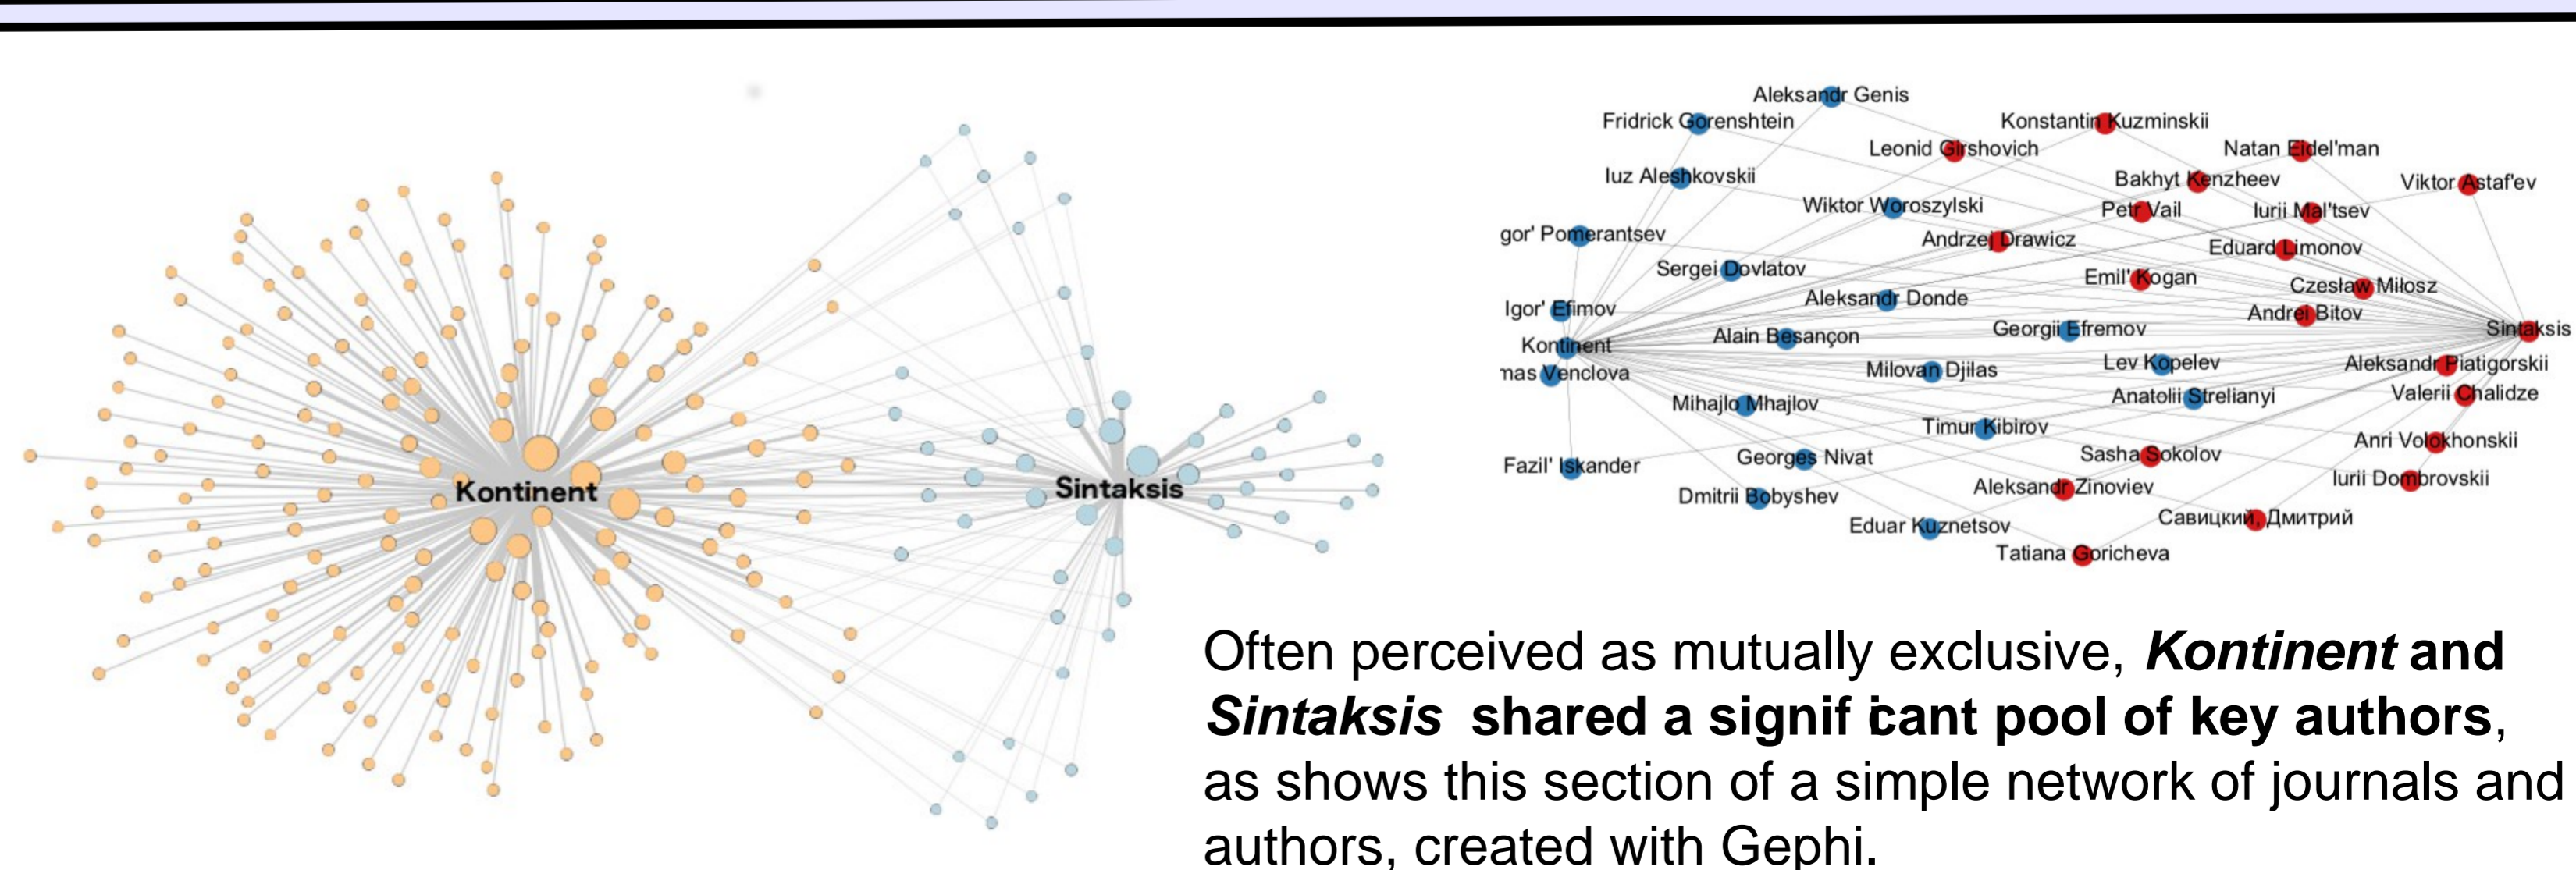 Kontinent
Sintaksis
Aleksandr Genis
Fridrick Gorenshtein
Konstantin Kuzminskii
Leonid Girshovich
Natan Eidel'man
Iuz Aleshkovskii
Bakhyt Kenzheev
Viktor Astaf'ev
Wiktor Woroszylski
Petr Vail
Iurii Mal'tsev
gor' Pomerantsev
Andrzej Drawicz
Eduard Limonov
Sergei Dovlatov
Emil' Kogan
Czesław Miłosz
Aleksandr Donde
Igor' Efimov
Andrei Bitov
Alain Besançon
Georgii Efremov
Sintaksis
Kontinent
Lev Kopelev
Aleksandr Piatigorskii
mas Venclova
Milovan Djilas
Valerii Chalidze
Anatolii Strelianyi
Mihajlo Mhajlov
Timur Kibirov
Anri Volokhonskii
Sasha Sokolov
Georges Nivat
Fazil' Iskander
Iurii Dombrovskii
Aleksandr Zinoviev
Dmitrii Bobyshev
Савицкий, Дмитрий
Eduar Kuznetsov
Tatiana Goricheva
Often perceived as mutually exclusive, Kontinent and
Sintaksis shared a significant pool of key authors,
as shows this section of a simple network of journals and
authors, created with Gephi.